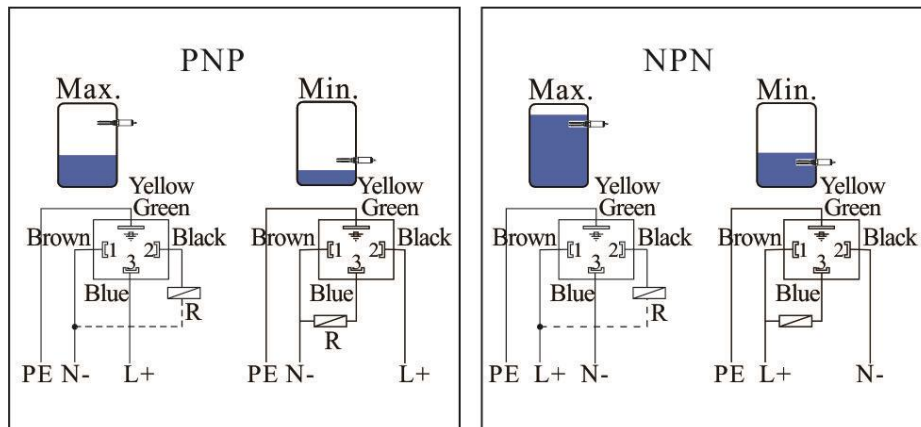 PNP
Max.
Min.
Yellow
Green
Brown
1
2
3
Black
Blue
R
PE N- L+
Yellow
Green
Brown
1
2
3
Black
Blue
R
PE N- L+
NPN
Max.
Min.
Yellow
Green
Brown
1
2
3
Black
Blue
R
PE L+ N-
Yellow
Green
Brown
1
2
3
Black
Blue
PE L+ N-